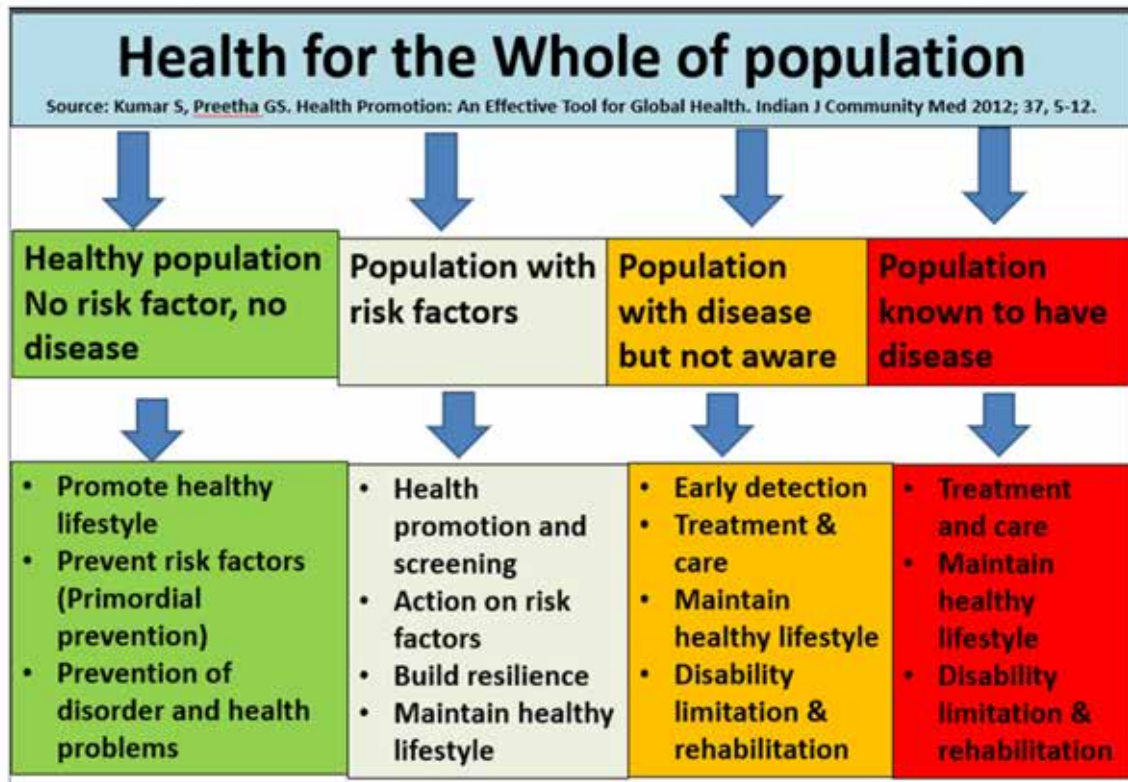 Health for the Whole of population
Source: Kumar S, Preetha GS. Health Promotion: An Effective Tool for Global Health. Indian J Community Med 2012; 37, 5-12.
Healthy population
No risk factor, no
disease
Population with
risk factors
Population
with disease
but not aware
Population
known to have
disease
• Promote healthy
lifestyle
• Prevent risk factors
(Primordial
prevention)
• Prevention of
disorder and health
problems
• Health
promotion and
screening
• Action on risk
factors
• Build resilience
• Maintain healthy
lifestyle
• Early detection
• Treatment &
care
• Maintain
healthy lifestyle
• Disability
limitation &
rehabilitation
• Treatment
and care
• Maintain
healthy
lifestyle
• Disability
limitation &
rehabilitation